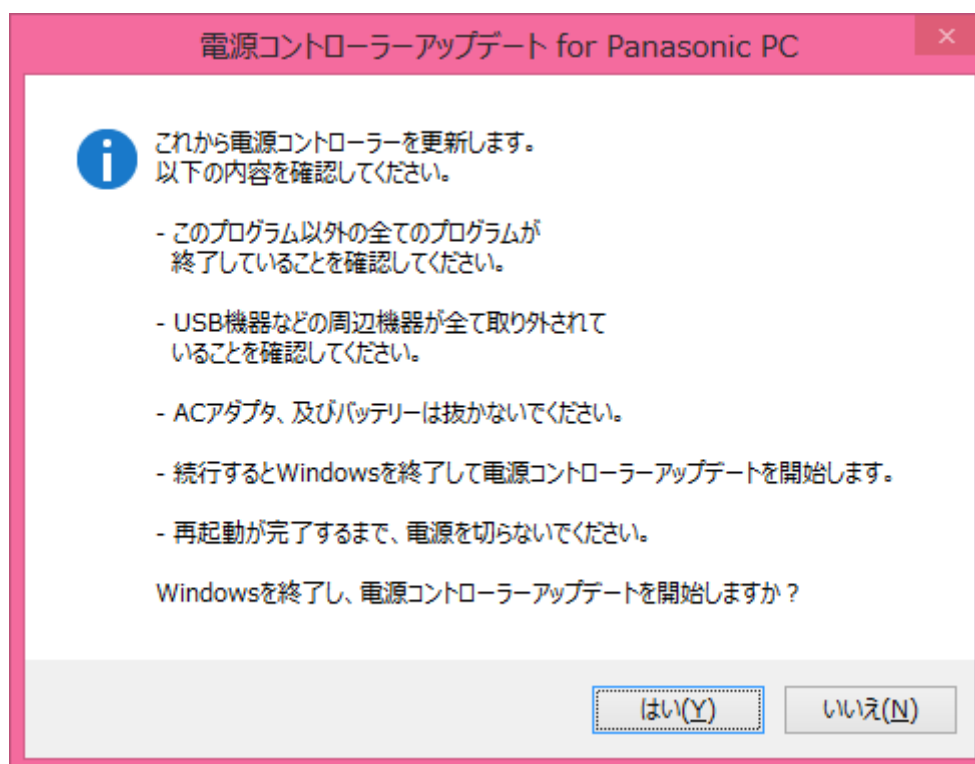 電源コントローラーアップデート for Panasonic PC
これから電源コントローラーを更新します。
以下の内容を確認してください。
- このプログラム以外の全てのプログラムが
終了していることを確認してください。
- USB機器などの周辺機器が全て取り外されて
いることを確認してください。
- ACアダプタ、及びバッテリーは抜かないでください。
- 続行するとWindowsを終了して電源コントローラーアップデートを開始します。
- 再起動が完了するまで、電源を切らないでください。
Windowsを終了し、電源コントローラーアップデートを開始しますか？
はい(Y)
いいえ(N)